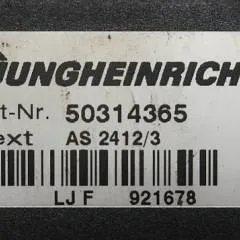 JUNGHEINRICH
t-Nr. 50314365
ext AS 2412/3
LJ F 921678